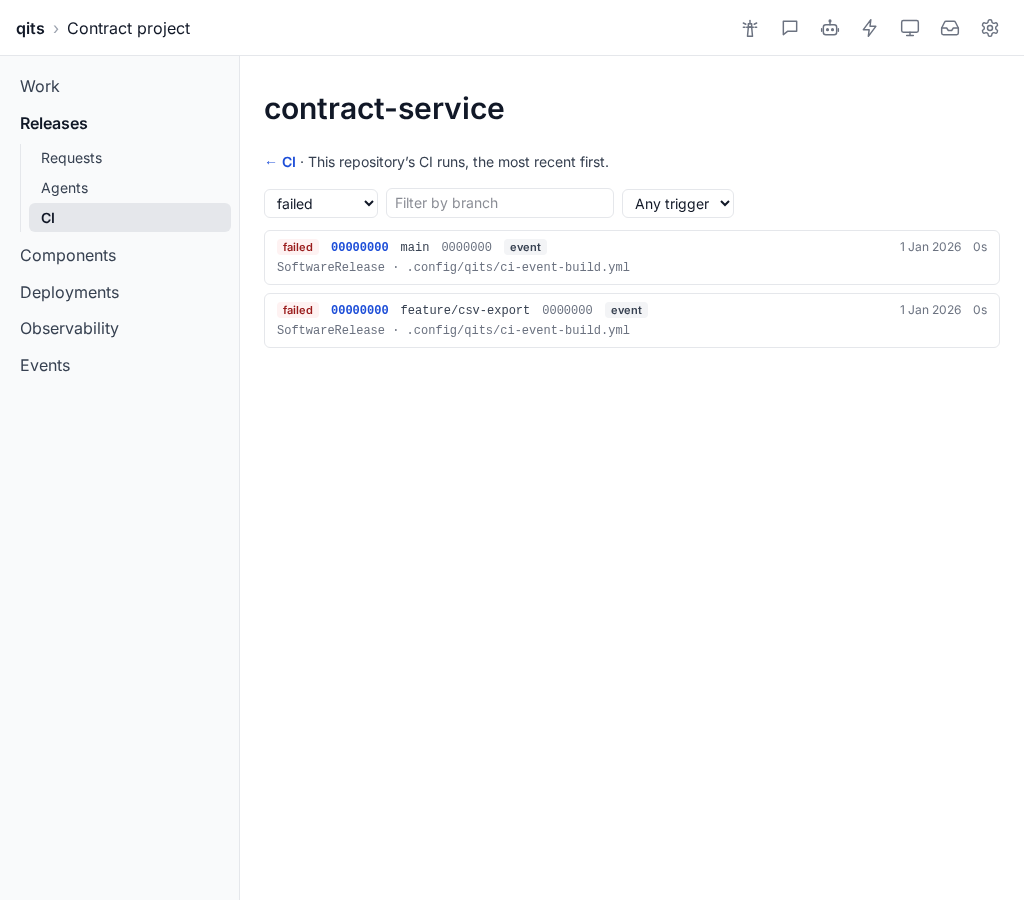 qits › Contract project
Work
Releases
Requests
Agents
CI
Components
Deployments
Observability
Events
contract-service
← CI · This repository’s CI runs, the most recent first.
failed Filter by branch Any trigger
failed 00000000 main 0000000 event 1 Jan 2026 0s
SoftwareRelease · .config/qits/ci-event-build.yml
failed 00000000 feature/csv-export 0000000 event 1 Jan 2026 0s
SoftwareRelease · .config/qits/ci-event-build.yml